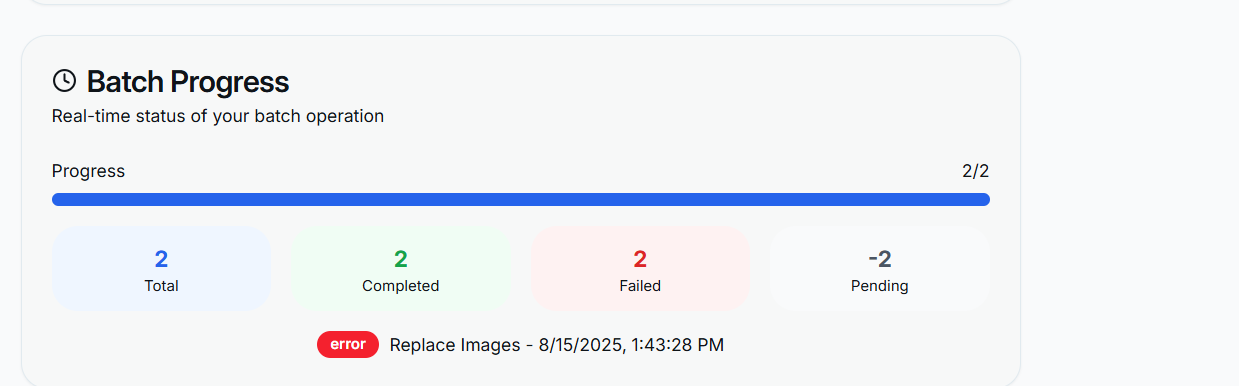 Batch Progress
Real-time status of your batch operation
Progress 2/2
2 2 2 -2
Total Completed Failed Pending
error Replace Images - 8/15/2025, 1:43:28 PM